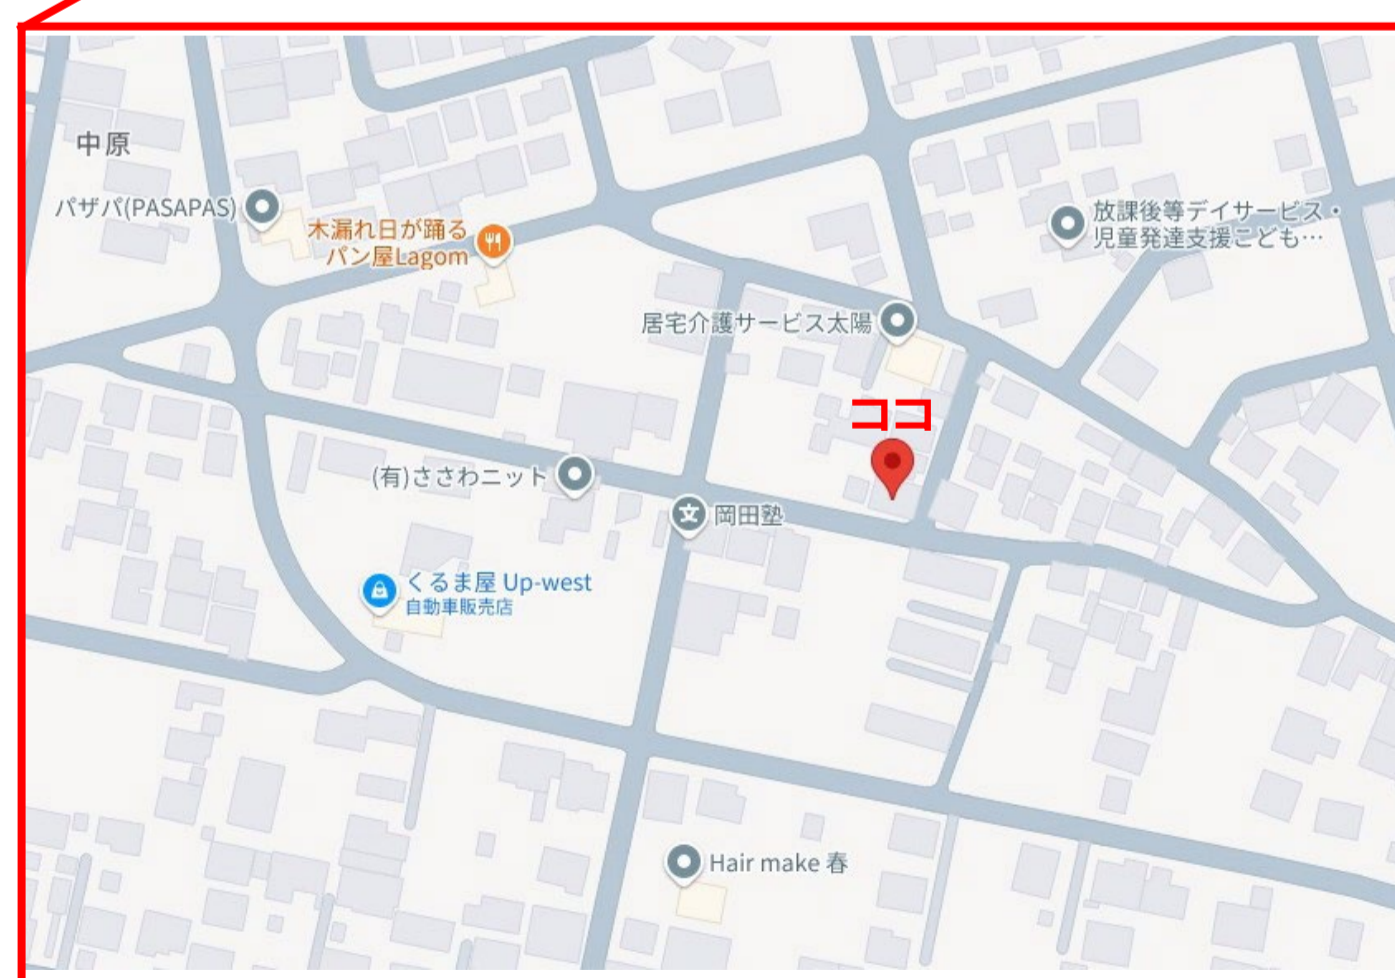 中原
パザパ(PASAPAS)
木漏れ日が踊る
パン屋Lagom
放課後等デイサービス・
児童発達支援こども…
居宅介護サービス太陽
ココ
(有)ささわニット
文 岡田塾
くるま屋 Up-west
自動車販売店
Hair make 春